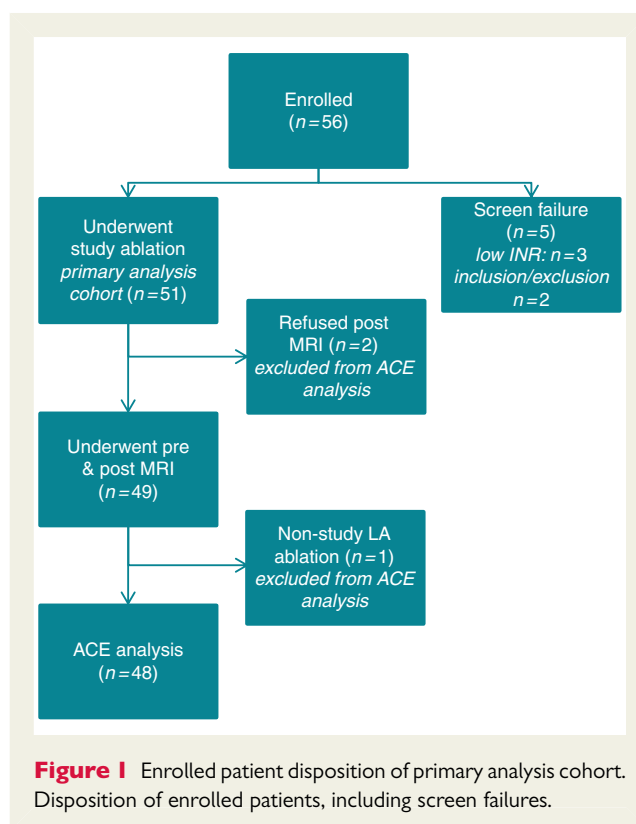 Enrolled
(n=56)
Underwent
study ablation
primary analysis
cohort (n=51)
Screen failure
(n=5)
low INR: n=3
inclusion/exclusion
n=2
Refused post
MRI (n=2)
excluded from ACE
analysis
Underwent pre
& post MRI
(n=49)
Non-study LA
ablation (n=1)
excluded from ACE
analysis
ACE analysis
(n=48)
Figure 1 Enrolled patient disposition of primary analysis cohort.
Disposition of enrolled patients, including screen failures.